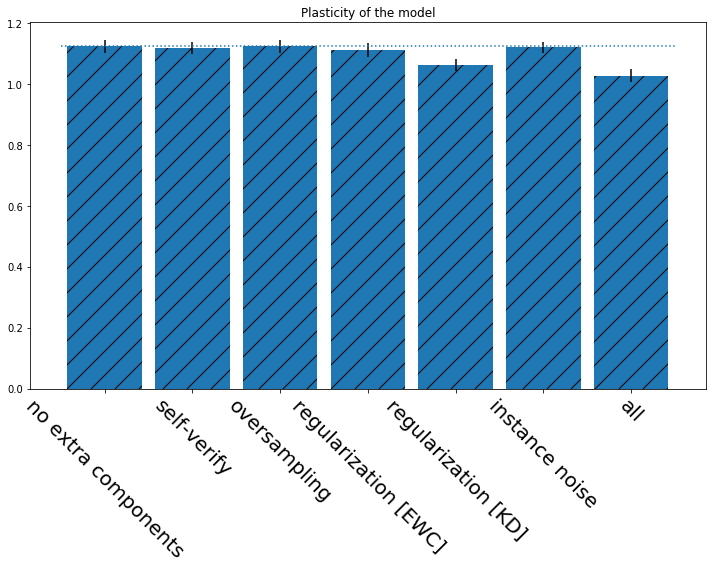 Plasticity of the model
1.2
1.0
0.8
0.6
0.4
0.2
0.0
no extra components
self-verify
oversampling
regularization [EWC]
regularization [KD]
instance noise
all